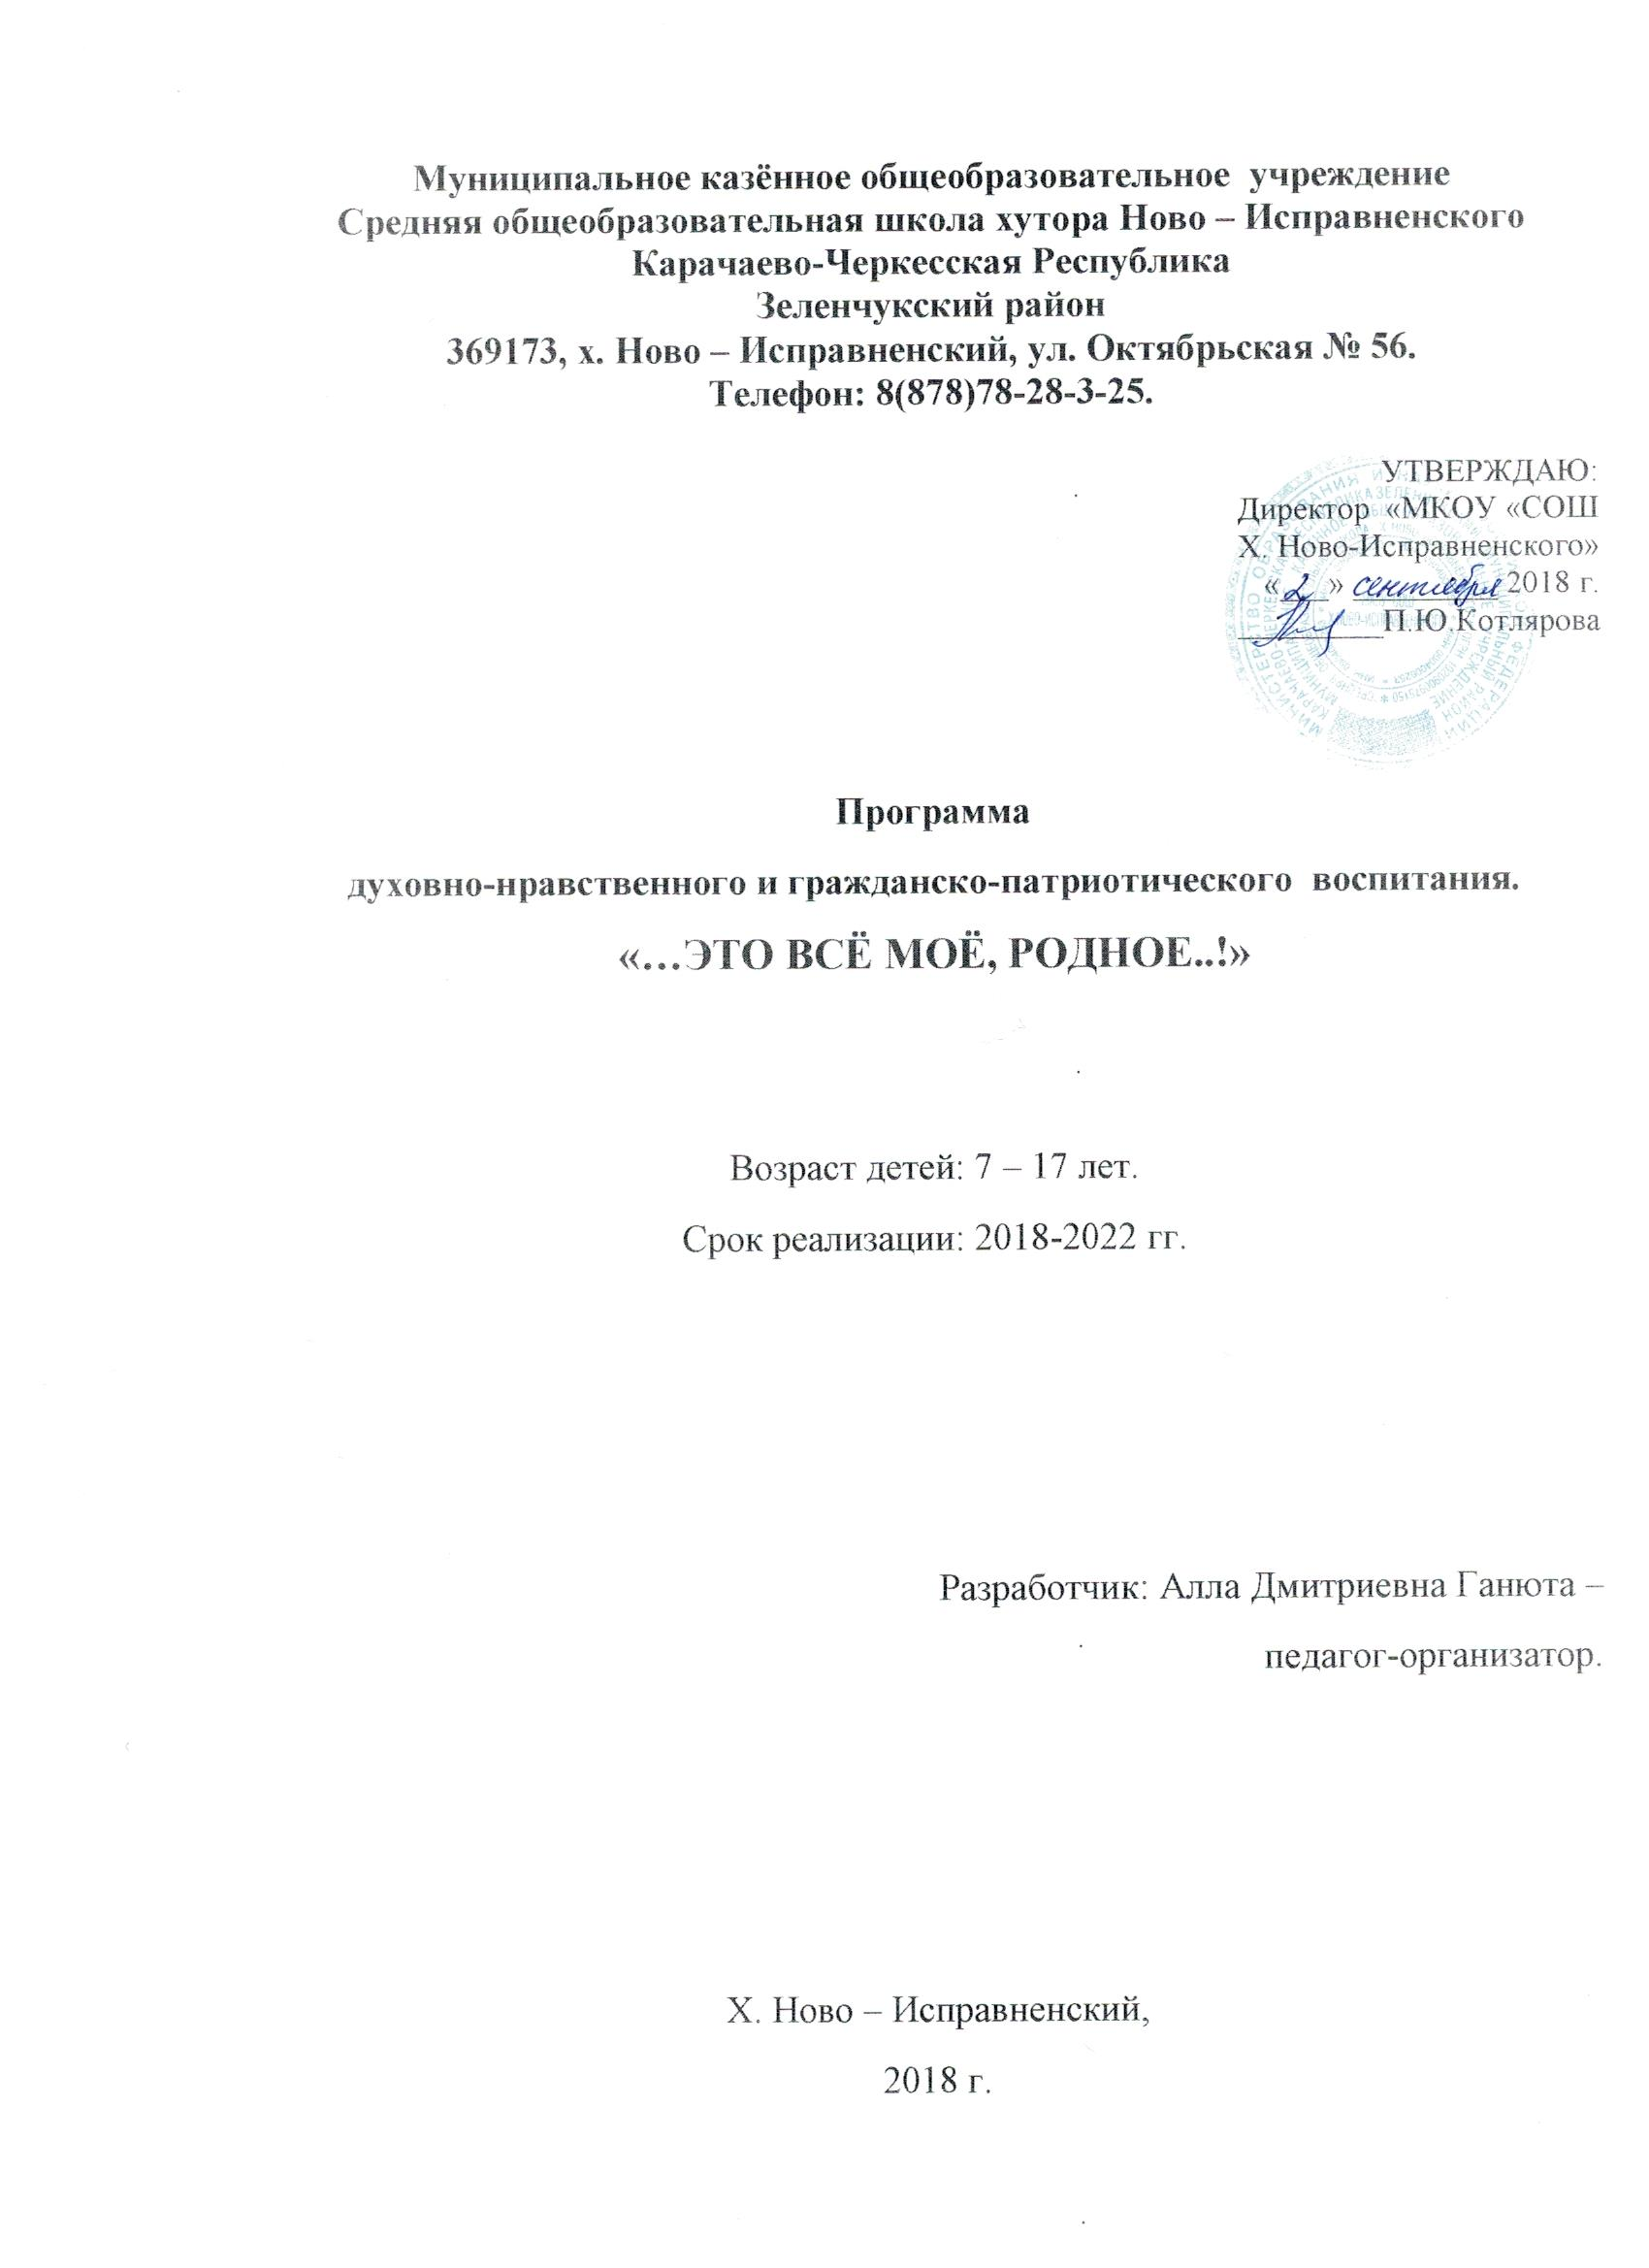 Муниципальное казённое общеобразовательное учреждение
Средняя общеобразовательная школа хутора Ново – Исправненского
Карачаево-Черкесская Республика
Зеленчукский район
369173, х. Ново – Исправненский, ул. Октябрьская № 56.
Телефон: 8(878)78-28-3-25.
УТВЕРЖДАЮ:
Директор «МКОУ «СОШ
Х. Ново-Исправненского»
«2» сентября 2018 г.
П.Ю.Котлярова
Программа
духовно-нравственного и гражданско-патриотического воспитания.
«…ЭТО ВСЁ МОЁ, РОДНОЕ..!»
Возраст детей: 7 – 17 лет.
Срок реализации: 2018-2022 гг.
Разработчик: Алла Дмитриевна Ганюта –
педагог-организатор.
Х. Ново – Исправненский,
2018 г.